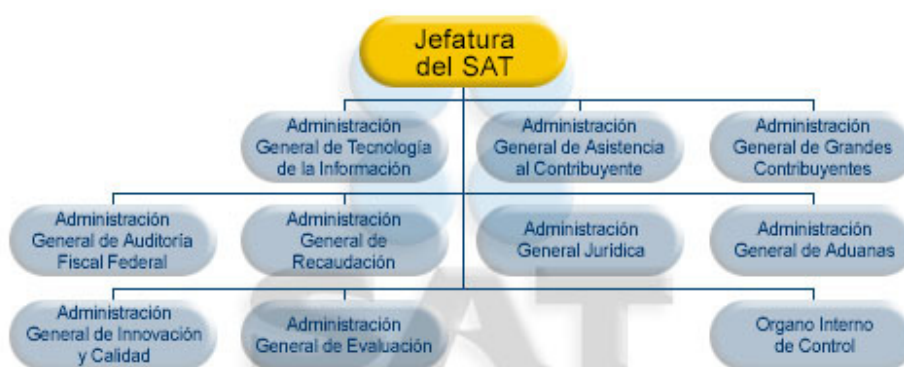 Jefatura
del SAT
Administración
General de Tecnología
de la Información
Administración
General de Asistencia
al Contribuyente
Administración
General de Grandes
Contribuyentes
Administración
General de Auditoría
Fiscal Federal
Administración
General de
Recaudación
Administración
General Jurídica
Administración
General de Aduanas
Administración
General de Innovación
y Calidad
Administración
General de Evaluación
Organo Interno
de Control
SAT